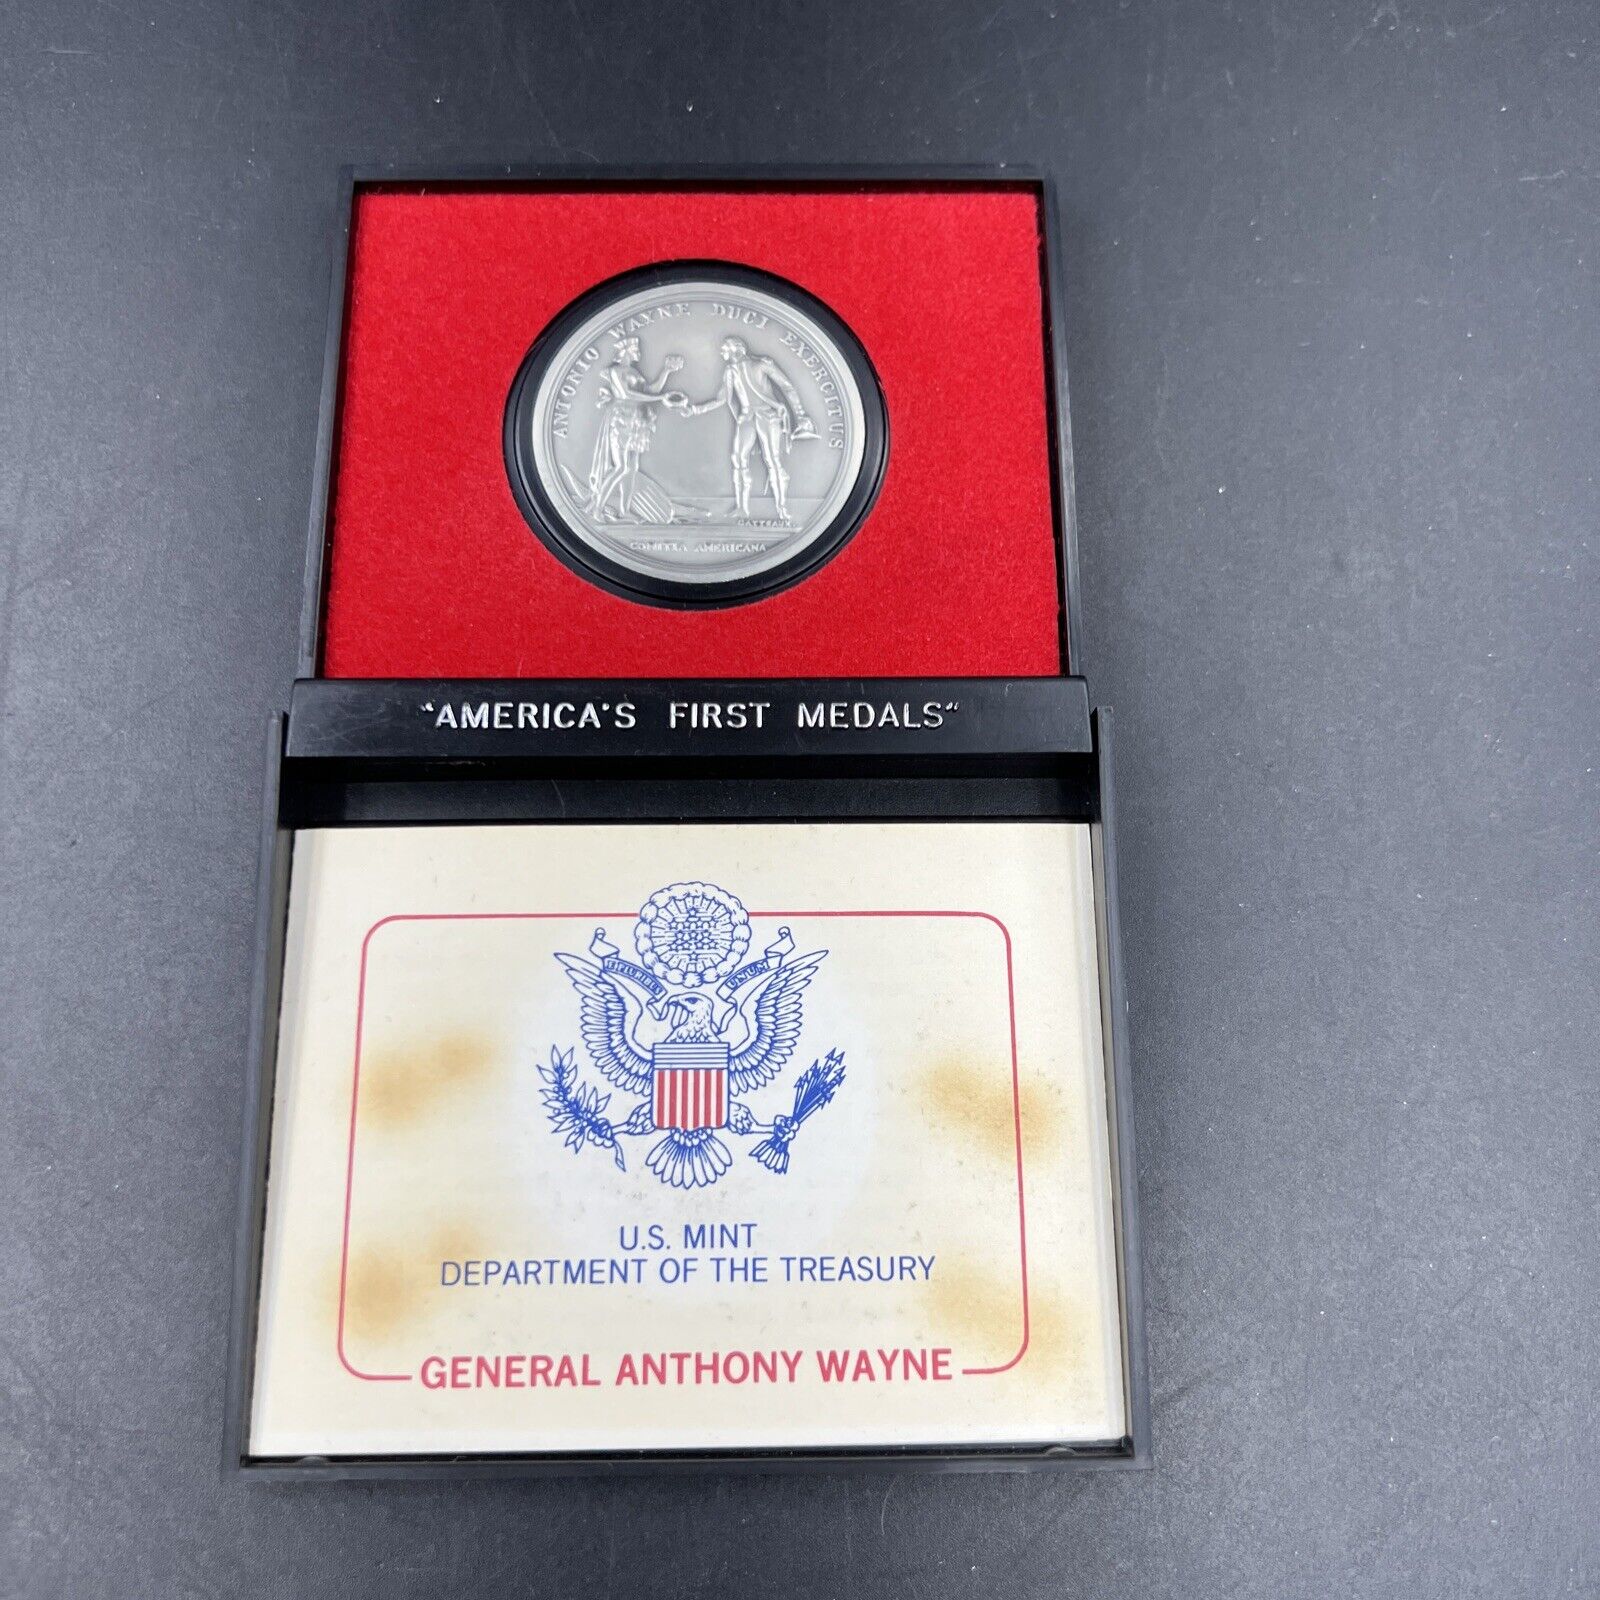 ANTONIO WAYNE DUCI EXERCITUS
GATTEAUX.
COMITIA AMERICANA
"AMERICA'S FIRST MEDALS"
E PLURIBUS UNUM
U.S. MINT
DEPARTMENT OF THE TREASURY
GENERAL ANTHONY WAYNE